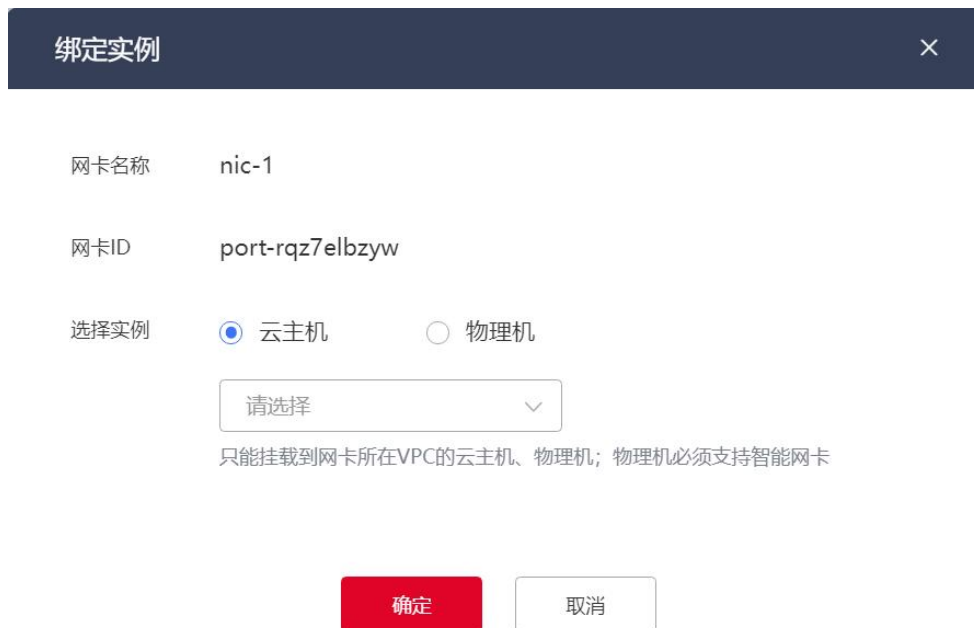 绑定实例
网卡名称 nic-1
网卡ID port-rqz7elbzyw
选择实例 云主机 物理机
请选择
只能挂载到网卡所在VPC的云主机、物理机；物理机必须支持智能网卡
确定 取消